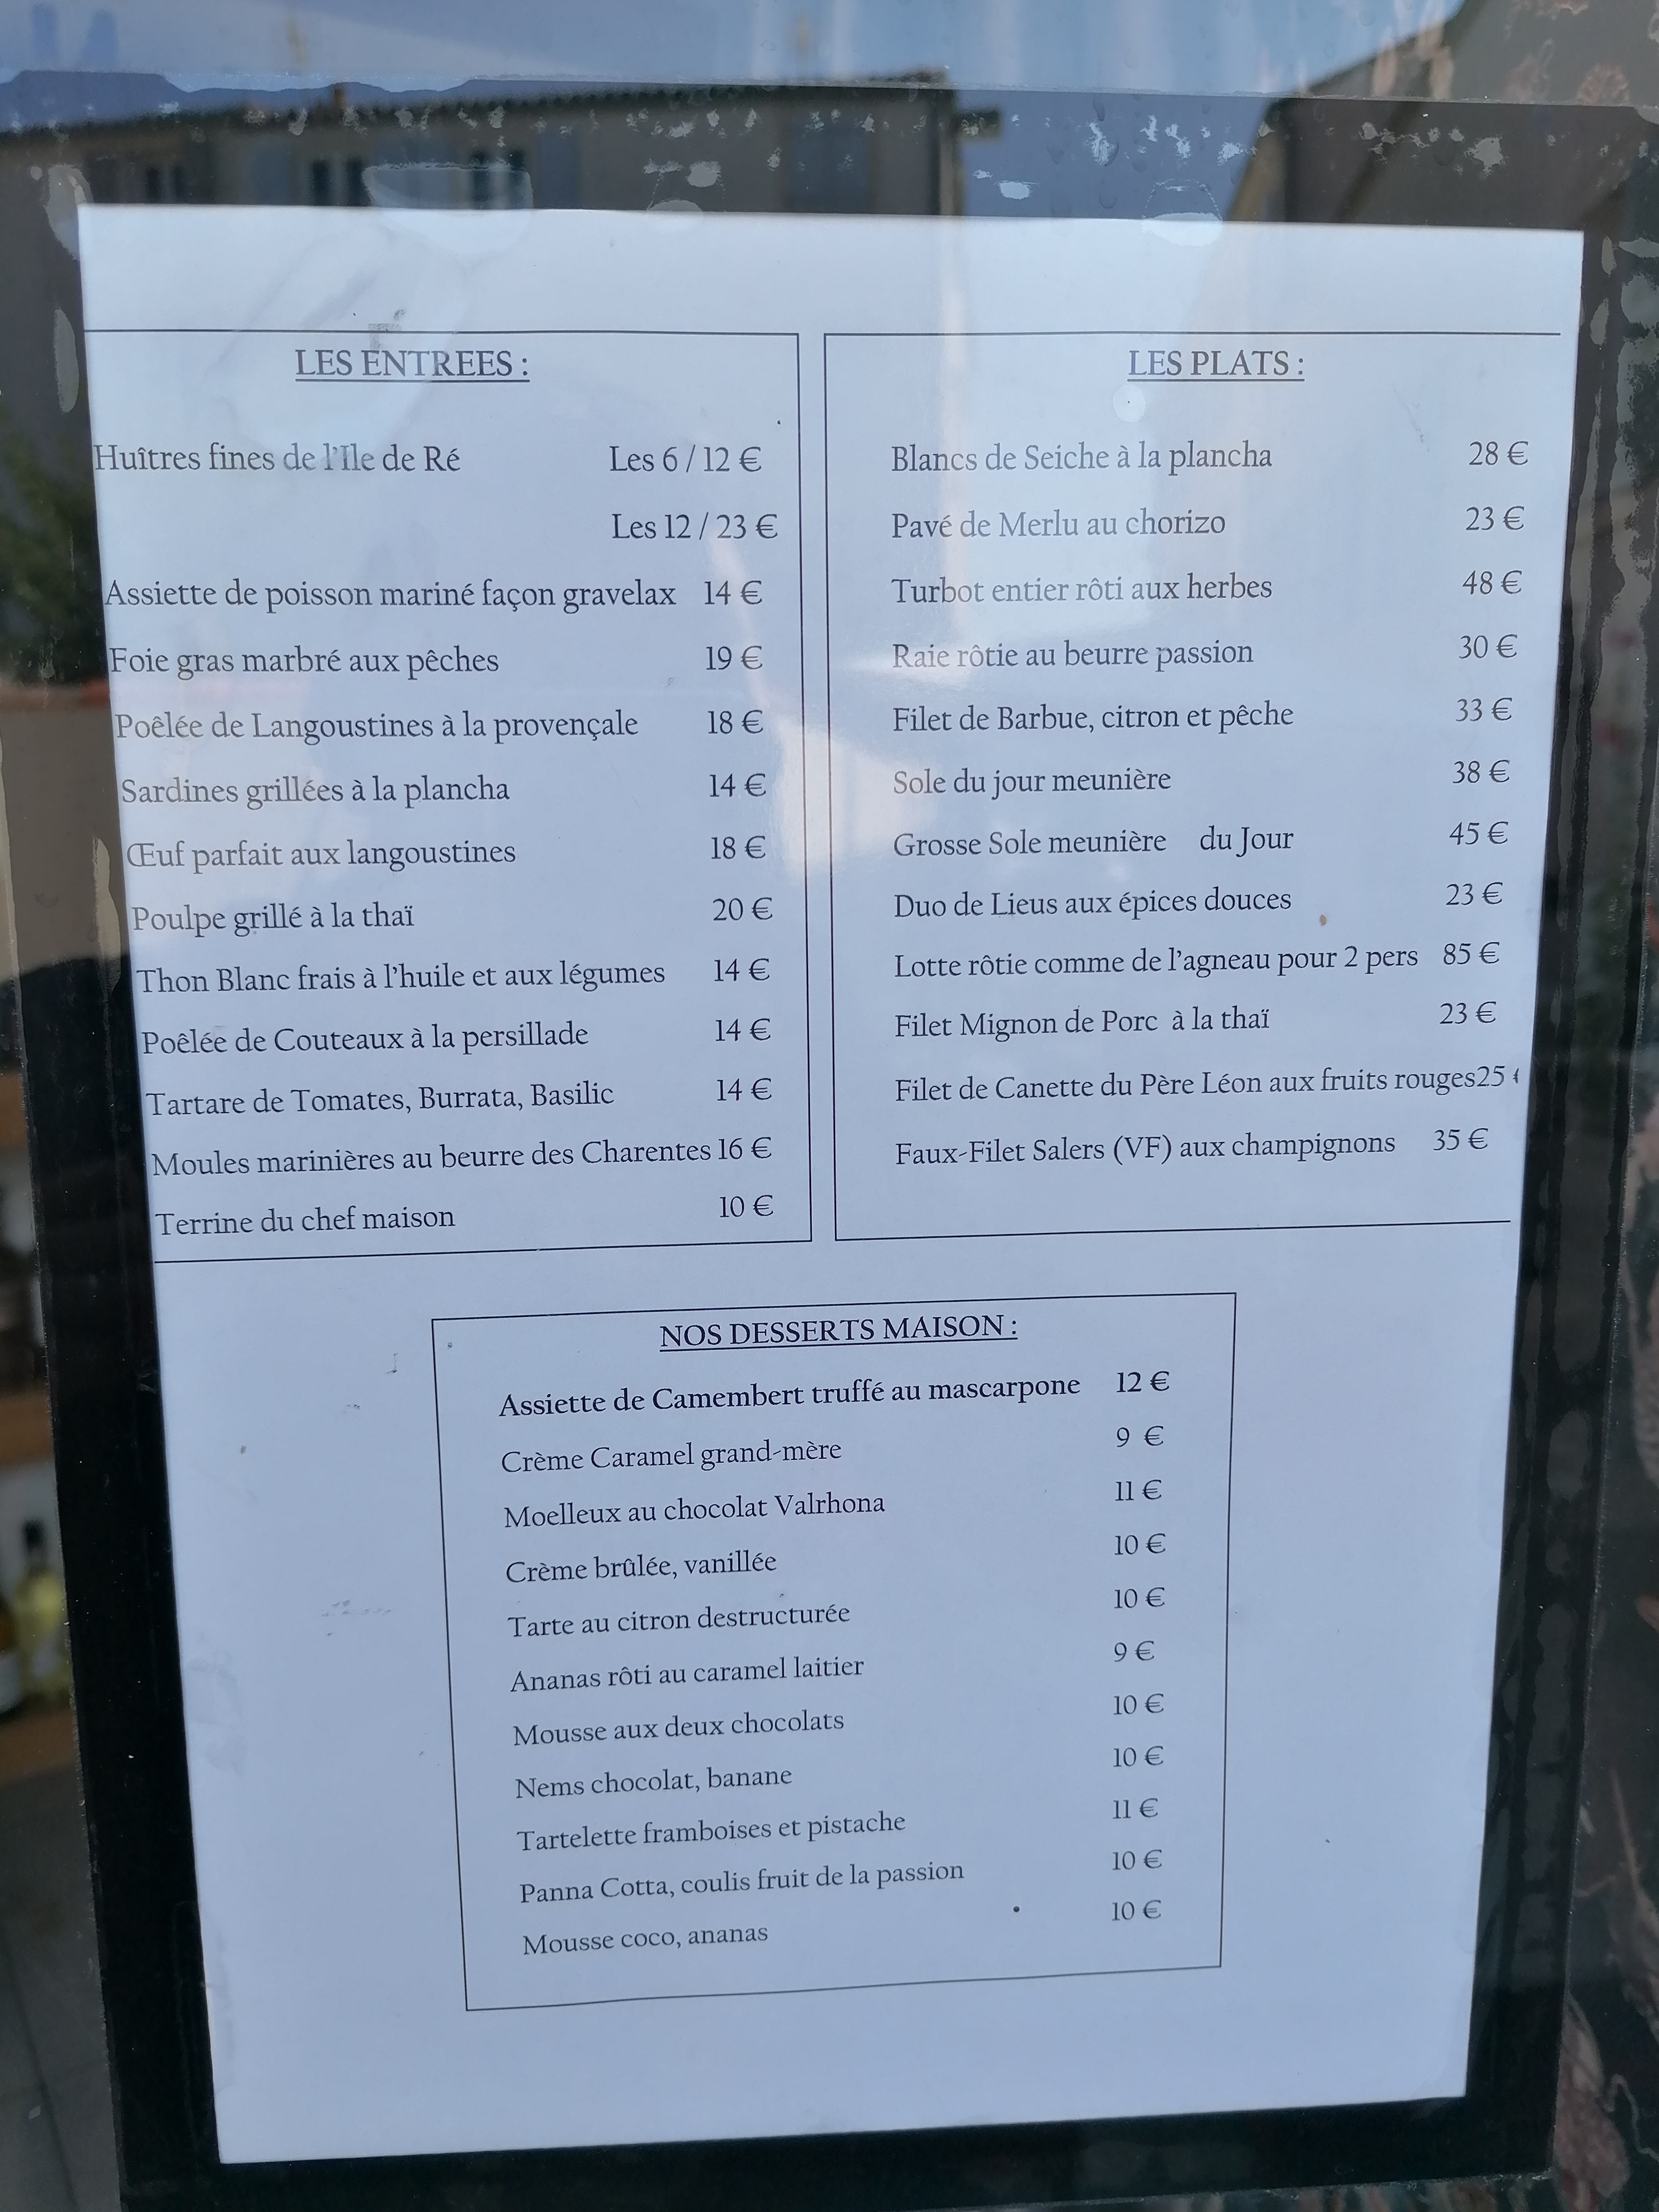 LES ENTREES :
Huîtres fines de l'Ile de Ré Les 6 / 12 €
Les 12 / 23 €
Assiette de poisson mariné façon gravelax 14 €
Foie gras marbré aux pêches 19 €
Poêlée de Langoustines à la provençale 18 €
Sardines grillées à la plancha 14 €
Œuf parfait aux langoustines 18 €
Poulpe grillé à la thaï 20 €
Thon Blanc frais à l'huile et aux légumes 14 €
Poêlée de Couteaux à la persillade 14 €
Tartare de Tomates, Burrata, Basilic 14 €
Moules marinières au beurre des Charentes 16 €
Terrine du chef maison 10 €
LES PLATS :
Blancs de Seiche à la plancha 28 €
Pavé de Merlu au chorizo 23 €
Turbot entier rôti aux herbes 48 €
Raie rôtie au beurre passion 30 €
Filet de Barbue, citron et pêche 33 €
Sole du jour meunière 38 €
Grosse Sole meunière du Jour 45 €
Duo de Lieus aux épices douces 23 €
Lotte rôtie comme de l'agneau pour 2 pers 85 €
Filet Mignon de Porc à la thaï 23 €
Filet de Canette du Père Léon aux fruits rouges25 €
Faux-Filet Salers (VF) aux champignons 35 €
NOS DESSERTS MAISON :
Assiette de Camembert truffé au mascarpone 12 €
Crème Caramel grand-mère 9 €
Moelleux au chocolat Valrhona 11 €
Crème brûlée, vanillée 10 €
Tarte au citron destructurée 10 €
Ananas rôti au caramel laitier 9 €
Mousse aux deux chocolats 10 €
Nems chocolat, banane 10 €
Tartelette framboises et pistache 11 €
Panna Cotta, coulis fruit de la passion 10 €
Mousse coco, ananas 10 €